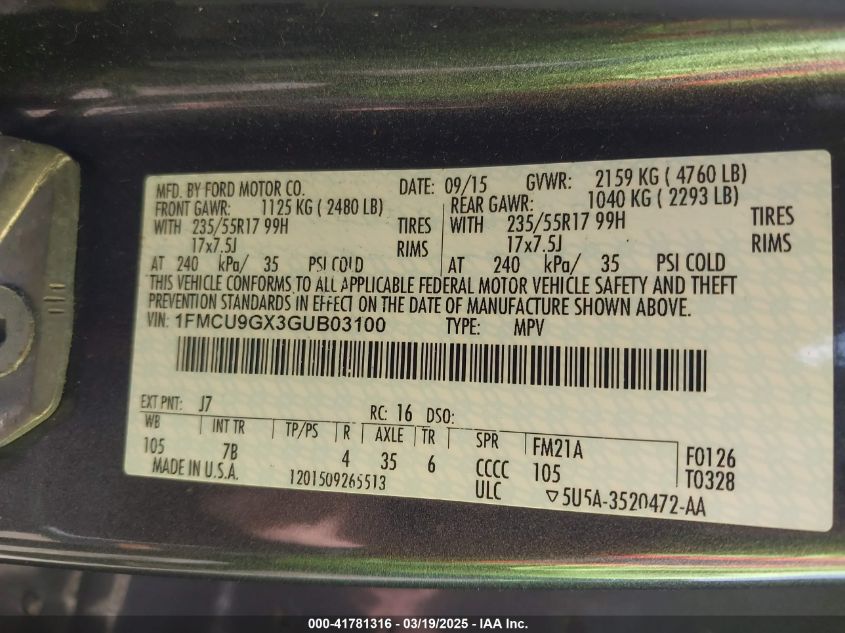 MFD. BY FORD MOTOR CO. DATE: 09/15 GVWR: 2159 KG ( 4760 LB)
FRONT GAWR: 1125 KG ( 2480 LB) REAR GAWR: 1040 KG ( 2293 LB)
WITH 235/55R17 99H TIRES WITH 235/55R17 99H TIRES
17x7.5J RIMS 17x7.5J RIMS
AT 240 kPa/ 35 PSI COLD AT 240 kPa/ 35 PSI COLD
THIS VEHICLE CONFORMS TO ALL APPLICABLE FEDERAL MOTOR VEHICLE SAFETY AND THEFT
PREVENTION STANDARDS IN EFFECT ON THE DATE OF MANUFACTURE SHOWN ABOVE.
VIN: 1FMCU9GX3GUB03100 TYPE: MPV
EXT PNT: J7 RC: 16 DSO:
WB INT TR TP/PS R AXLE TR SPR FM21A F0126
105 7B 4 35 6 CCCC 105 T0328
MADE IN U.S.A. 1201509265513 ULC ▽5U5A-3520472-AA
000-41781316 | 03/19/2025 | IAA Inc.